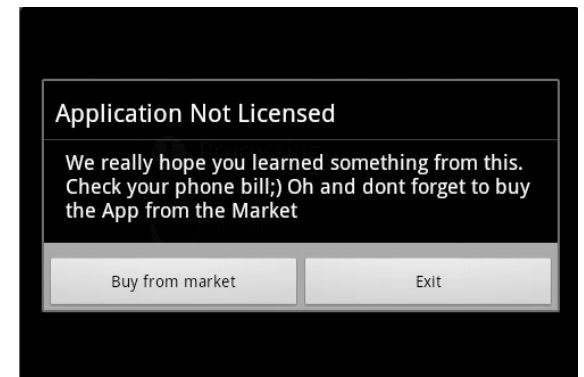 Application Not Licensed
Processing
We really hope you learned something from this.
Check your phone bill;) Oh and dont forget to buy
the App from the Market
Buy from market
Exit